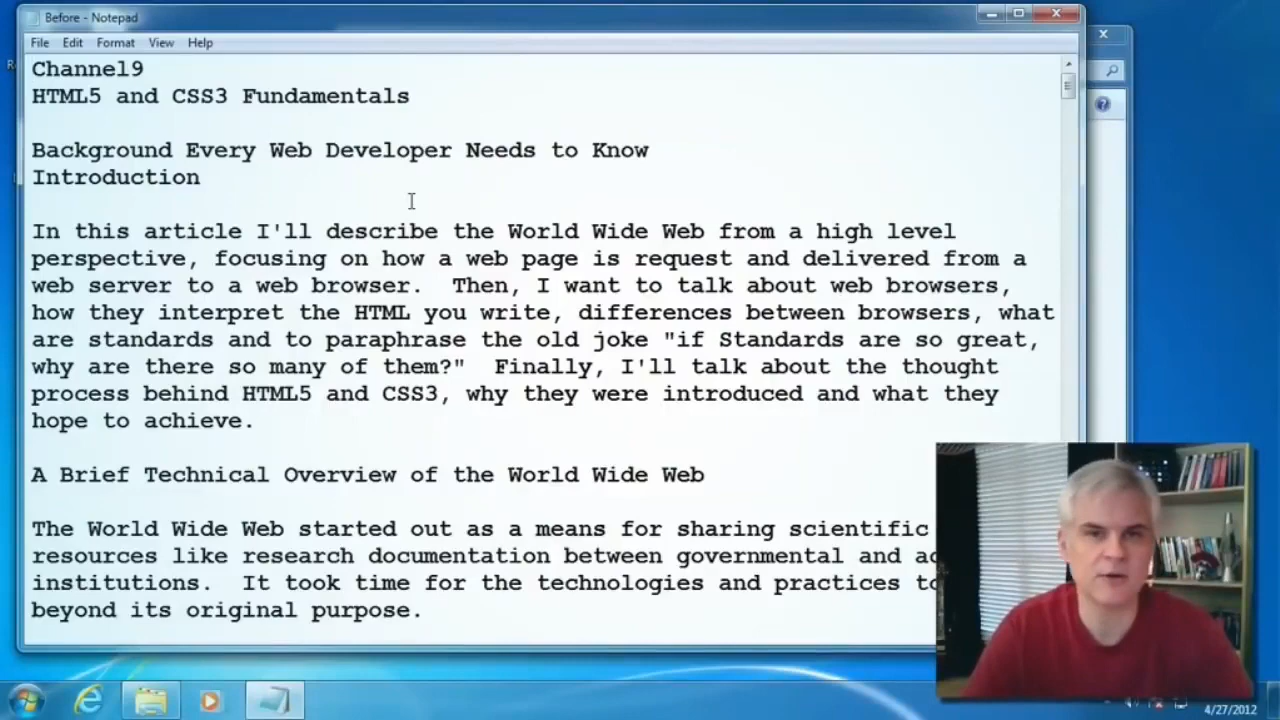 Before - Notepad
File Edit Format View Help
Channel9
HTML5 and CSS3 Fundamentals
Background Every Web Developer Needs to Know
Introduction
In this article I'll describe the World Wide Web from a high level
perspective, focusing on how a web page is request and delivered from a
web server to a web browser.  Then, I want to talk about web browsers,
how they interpret the HTML you write, differences between browsers, what
are standards and to paraphrase the old joke "if Standards are so great,
why are there so many of them?"  Finally, I'll talk about the thought
process behind HTML5 and CSS3, why they were introduced and what they
hope to achieve.
A Brief Technical Overview of the World Wide Web
The World Wide Web started out as a means for sharing scientific
resources like research documentation between governmental and
institutions.  It took time for the technologies and practices
beyond its original purpose.
4/27/2012